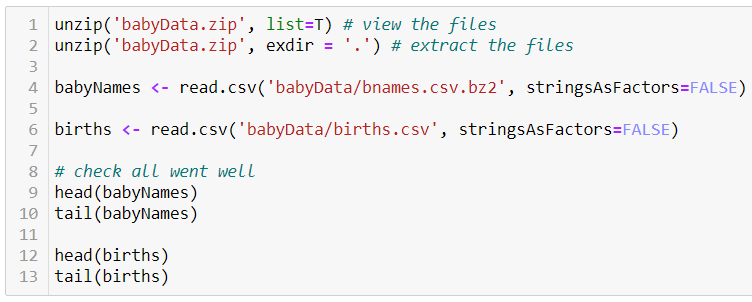 1 unzip('babyData.zip', list=T) # view the files
2 unzip('babyData.zip', exdir = '.') # extract the files
3
4 babyNames <- read.csv('babyData/bnames.csv.bz2', stringsAsFactors=FALSE)
5
6 births <- read.csv('babyData/births.csv', stringsAsFactors=FALSE)
7
8 # check all went well
9 head(babyNames)
10 tail(babyNames)
11
12 head(births)
13 tail(births)